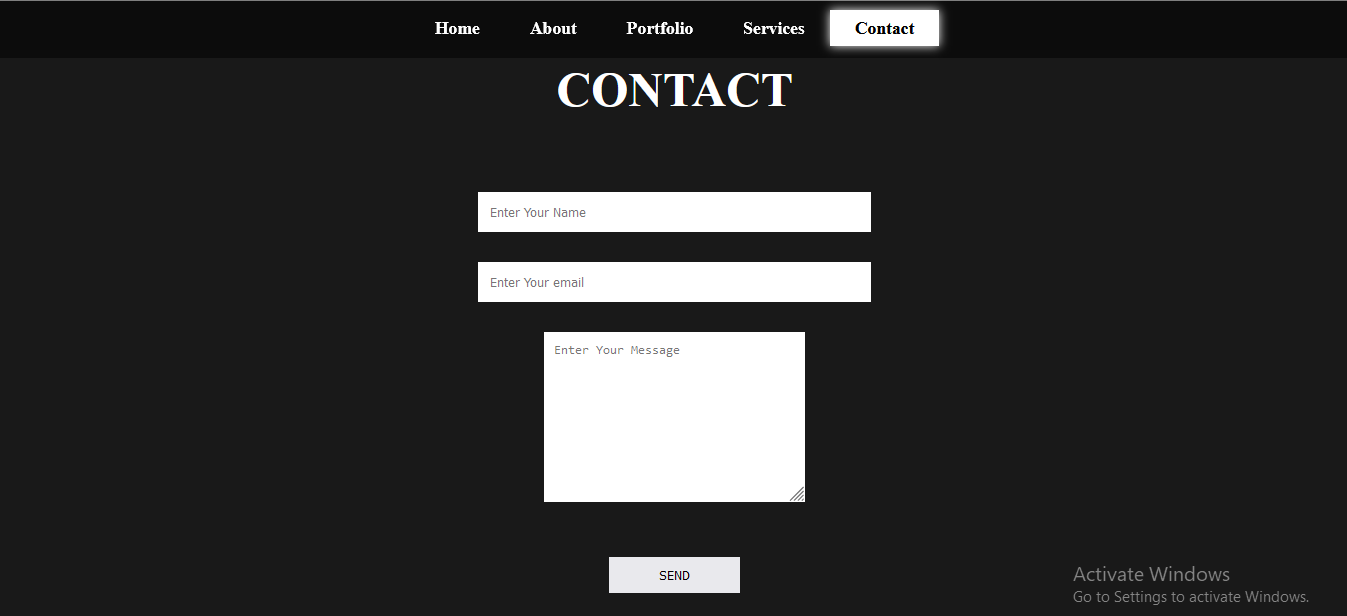 Home About Portfolio Services Contact
CONTACT
Enter Your Name
Enter Your email
Enter Your Message
SEND
Activate Windows
Go to Settings to activate Windows.